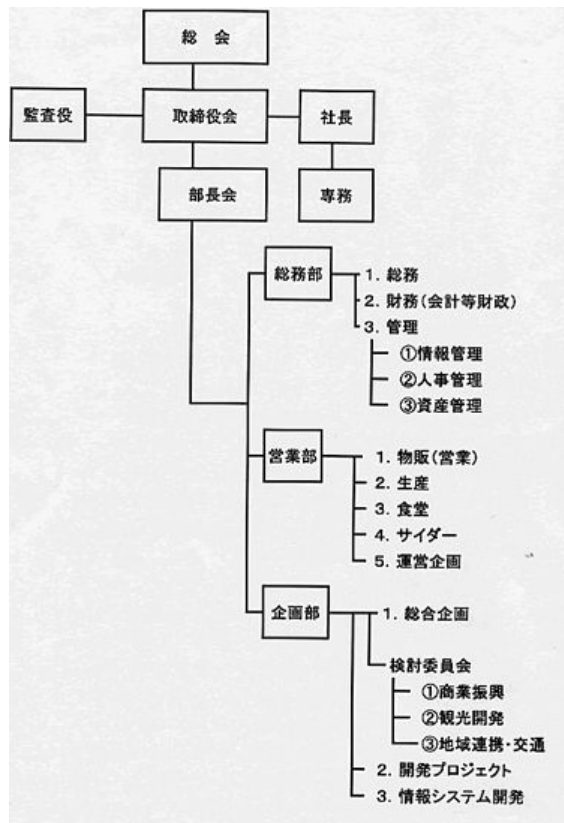 総 会
監査役
取締役会
社長
部長会
専務
総務部
1. 総務
2. 財務(会計等財政)
3. 管理
①情報管理
②人事管理
③資産管理
営業部
1. 物販(営業)
2. 生産
3. 食堂
4. サイダー
5. 運営企画
企画部
1. 総合企画
検討委員会
①商業振興
②観光開発
③地域連携・交通
2. 開発プロジェクト
3. 情報システム開発